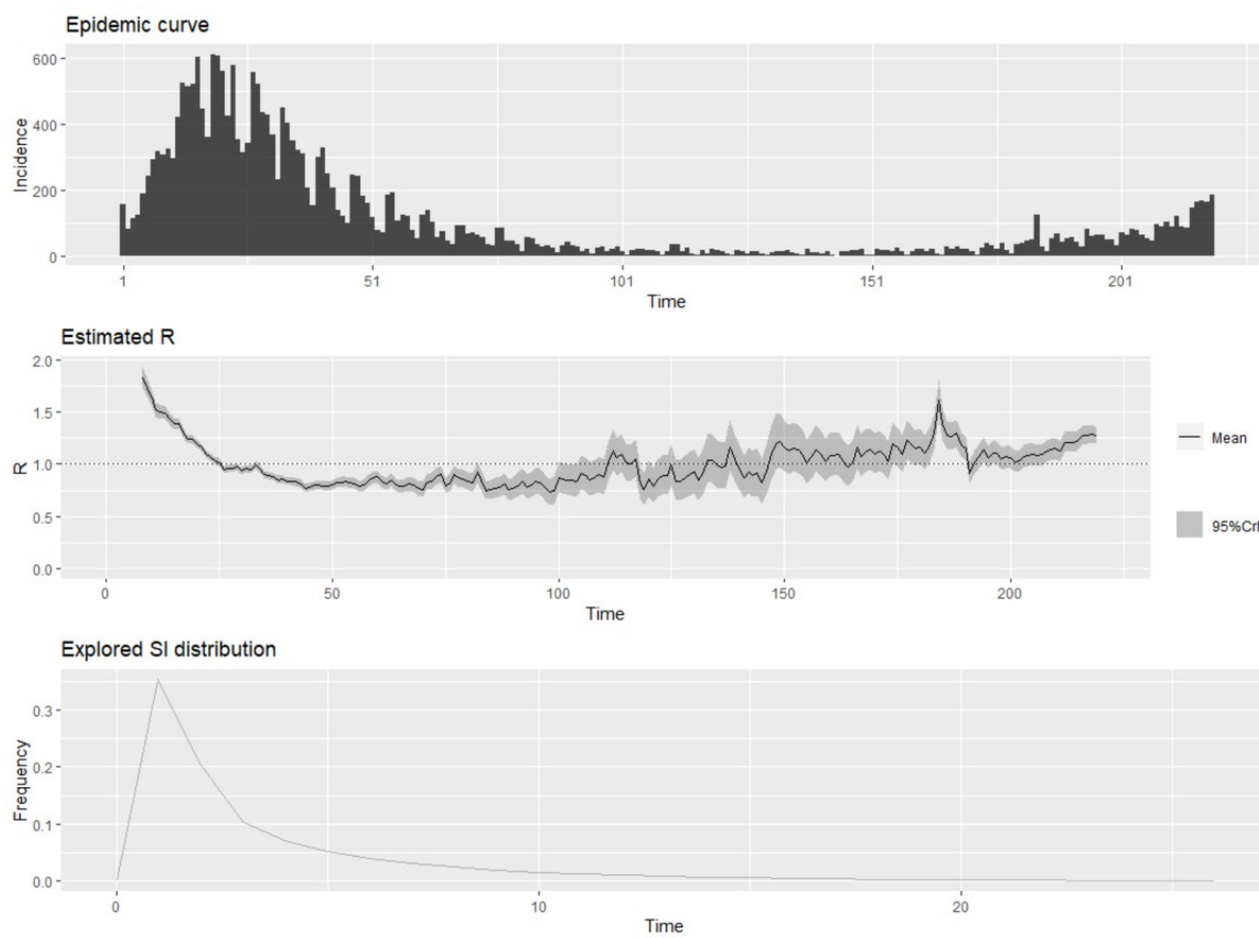 Epidemic curve
600
400
200
0
Incidence
1 51 101 151 201
Time
Estimated R
2.0
1.5
1.0
0.5
0.0
R
0 50 100 150 200
Time
Mean
95%CrI
Explored SI distribution
0.3
0.2
0.1
0.0
Frequency
0 10 20
Time